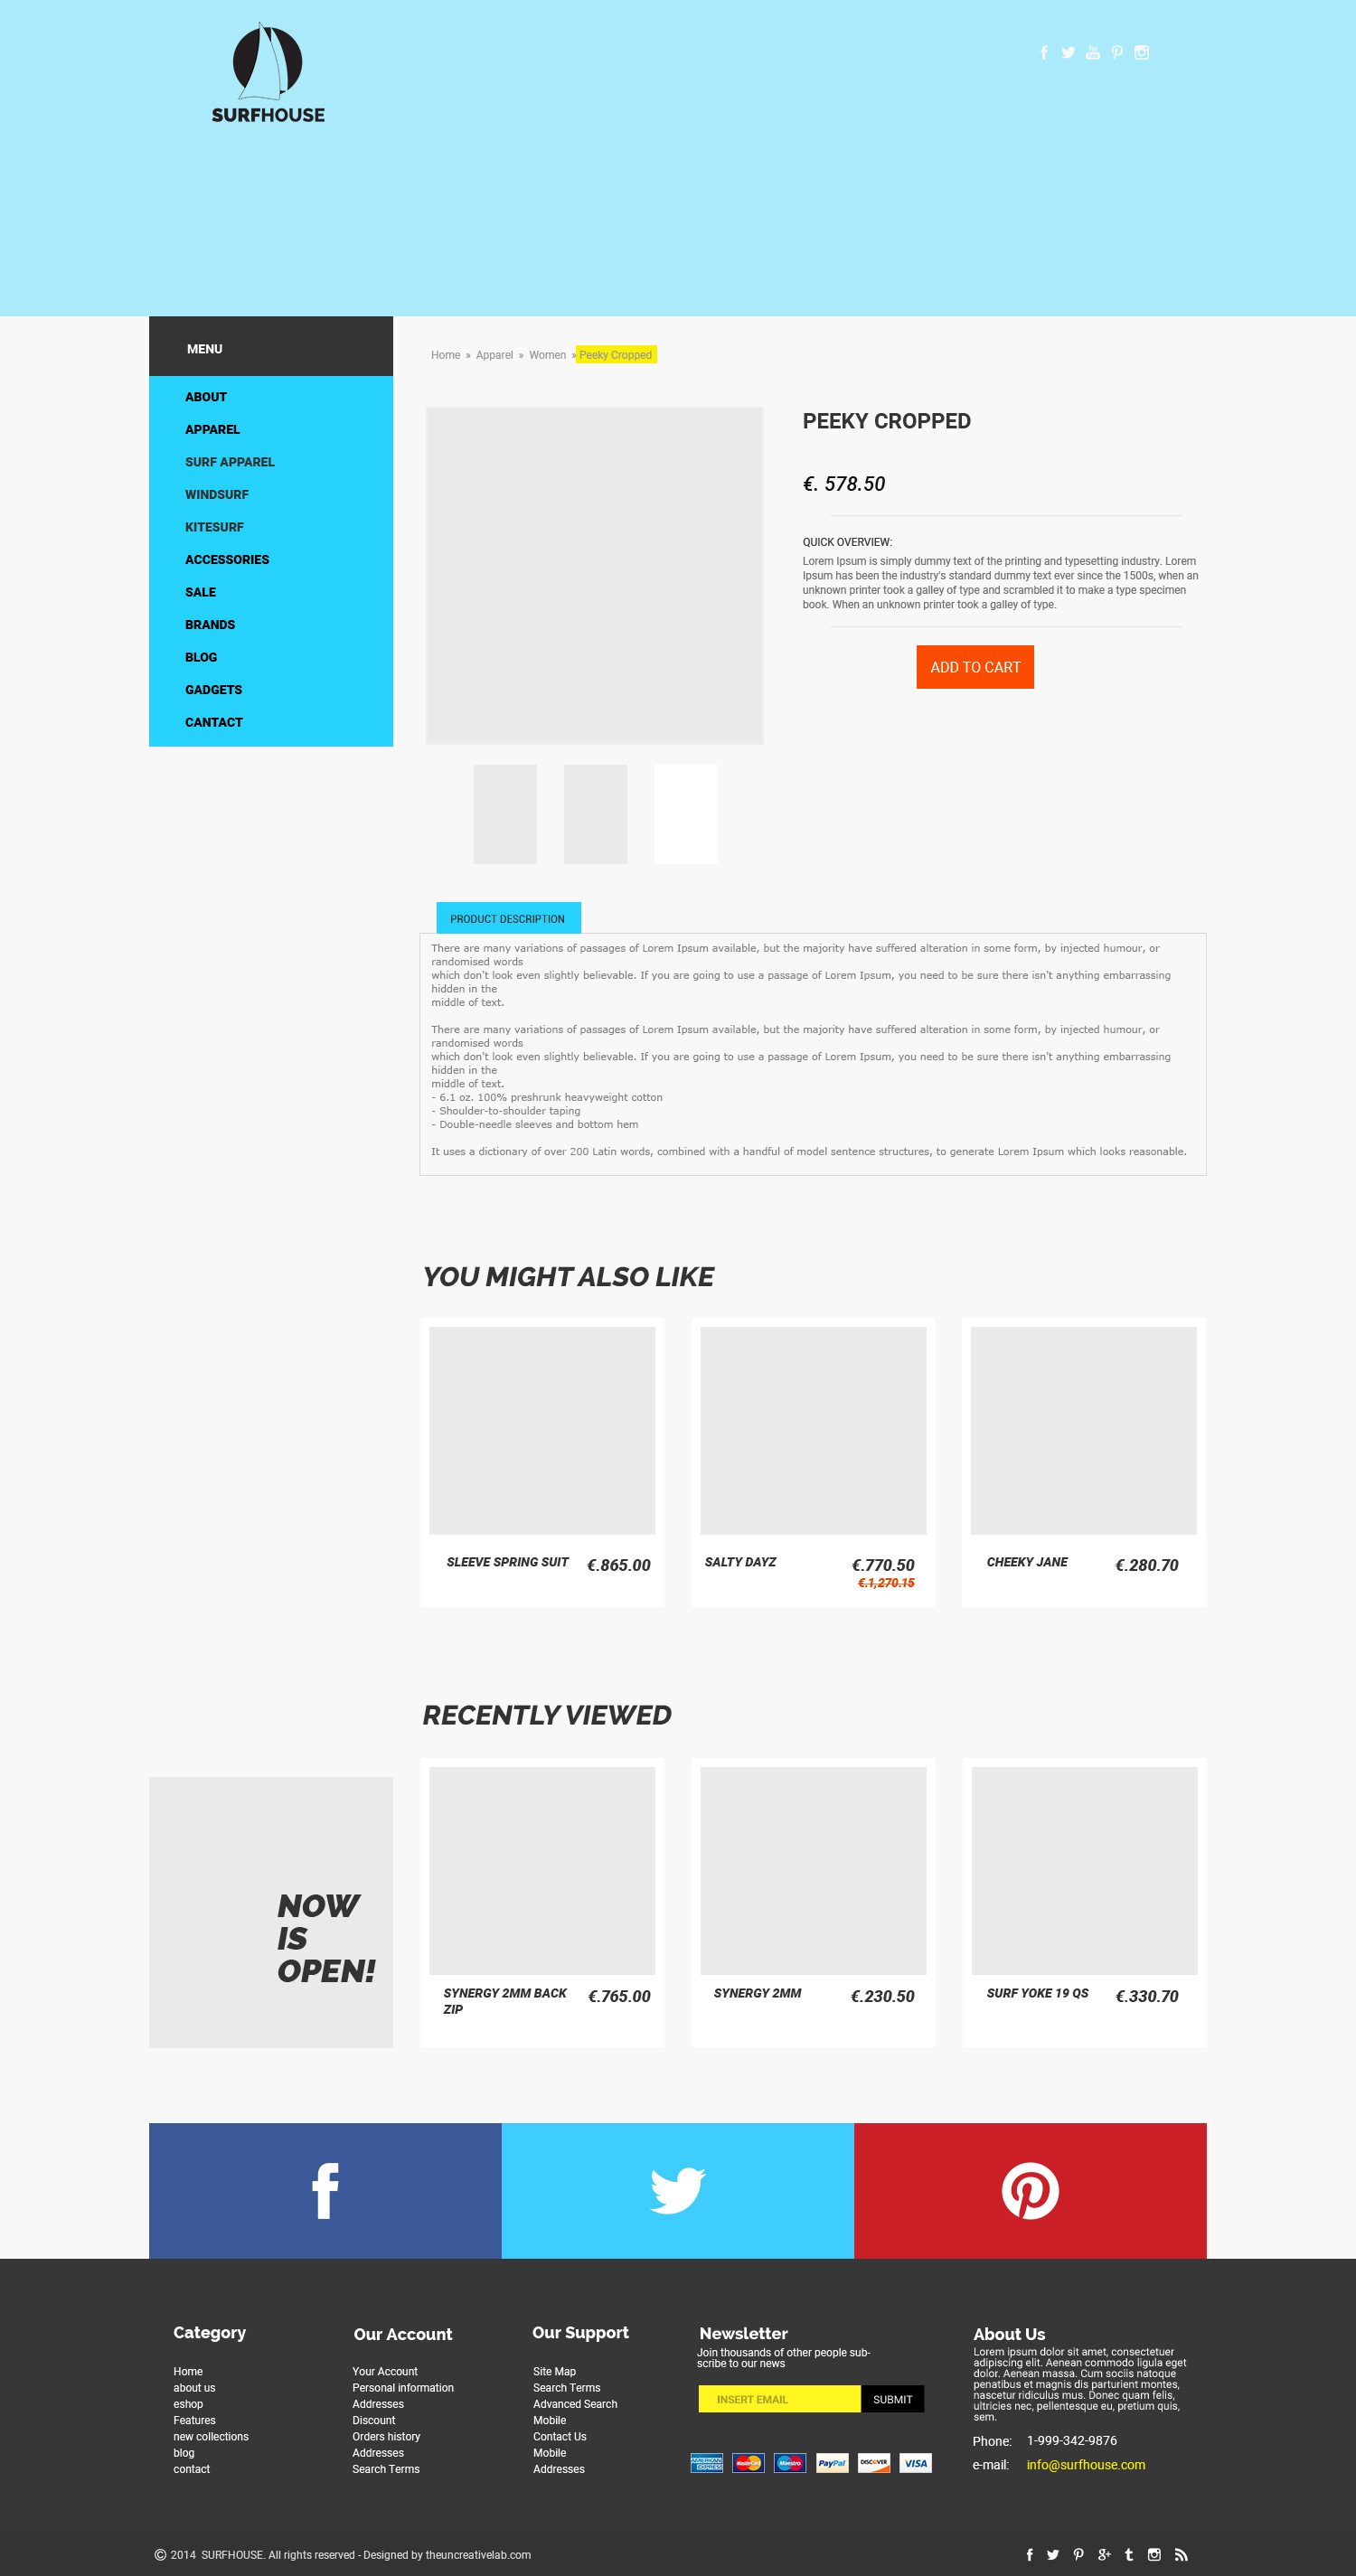 SURFHOUSE
MENU
ABOUT
APPAREL
SURF APPAREL
WINDSURF
KITESURF
ACCESSORIES
SALE
BRANDS
BLOG
GADGETS
CANTACT
Home » Apparel » Women » Peeky Cropped
PEEKY CROPPED
€. 578.50
QUICK OVERVIEW:
Lorem Ipsum is simply dummy text of the printing and typesetting industry. Lorem
Ipsum has been the industry's standard dummy text ever since the 1500s, when an
unknown printer took a galley of type and scrambled it to make a type specimen
book. When an unknown printer took a galley of type.
ADD TO CART
PRODUCT DESCRIPTION
There are many variations of passages of Lorem Ipsum available, but the majority have suffered alteration in some form, by injected humour, or
randomised words
which don't look even slightly believable. If you are going to use a passage of Lorem Ipsum, you need to be sure there isn't anything embarrassing
hidden in the
middle of text.
There are many variations of passages of Lorem Ipsum available, but the majority have suffered alteration in some form, by injected humour, or
randomised words
which don't look even slightly believable. If you are going to use a passage of Lorem Ipsum, you need to be sure there isn't anything embarrassing
hidden in the
middle of text.
- 6.1 oz. 100% preshrunk heavyweight cotton
- Shoulder-to-shoulder taping
- Double-needle sleeves and bottom hem
It uses a dictionary of over 200 Latin words, combined with a handful of model sentence structures, to generate Lorem Ipsum which looks reasonable.
YOU MIGHT ALSO LIKE
SLEEVE SPRING SUIT €.865.00
SALTY DAYZ €.770.50
€.1,270.15
CHEEKY JANE €.280.70
RECENTLY VIEWED
NOW
IS
OPEN!
SYNERGY 2MM BACK €.765.00
ZIP
SYNERGY 2MM €.230.50
SURF YOKE 19 QS €.330.70
Category
Home
about us
eshop
Features
new collections
blog
contact
Our Account
Your Account
Personal information
Addresses
Discount
Orders history
Addresses
Search Terms
Our Support
Site Map
Search Terms
Advanced Search
Mobile
Contact Us
Mobile
Addresses
Newsletter
Join thousands of other people sub-
scribe to our news
INSERT EMAIL SUBMIT
AMERICAN EXPRESS MasterCard Maestro PayPal DISCOVER VISA
About Us
Lorem ipsum dolor sit amet, consectetuer
adipiscing elit. Aenean commodo ligula eget
dolor. Aenean massa. Cum sociis natoque
penatibus et magnis dis parturient montes,
nascetur ridiculus mus. Donec quam felis,
ultricies nec, pellentesque eu, pretium quis,
sem.
Phone: 1-999-342-9876
e-mail: info@surfhouse.com
© 2014 SURFHOUSE. All rights reserved - Designed by theuncreativelab.com